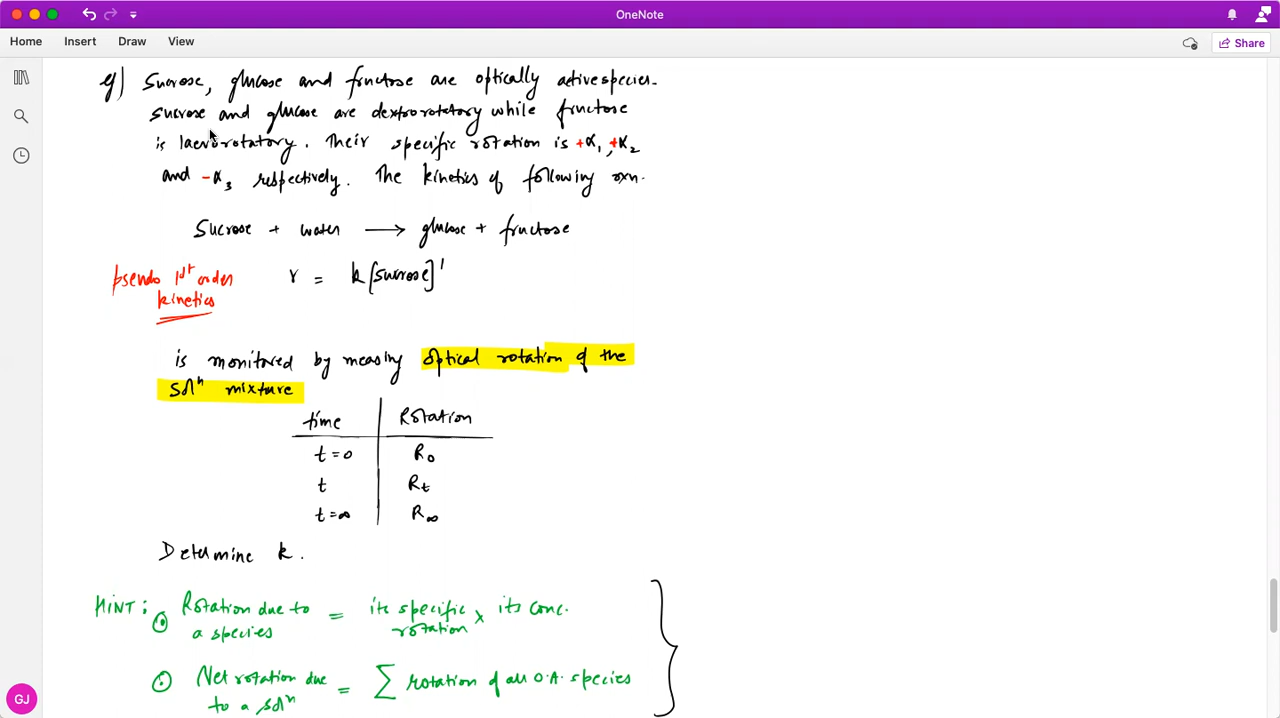 OneNote
Home Insert Draw View
Share
eg) Sucrose, glucose and fructose are optically active species.
sucrose and glucose are dextrorotatory while fructose
is laevorotatory. Their specific rotation is +α₁, +α₂
and -α₃ respectively. The kinetics of following rxn.
Sucrose + water ⟶ glucose + fructose
psendo 1st order
kinetics
r = k[sucrose]¹
is monitored by measing optical rotation of the
solⁿ mixture
time Rotation
t=0 R₀
t Rt
t=∞ R∞
Determine k.
HINT: ⊙ Rotation due to a species = its specific rotation × its conc.
⊙ Net rotation due to a solⁿ = ∑ rotation of all O.A. species
GJ